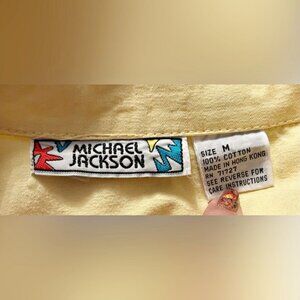 MICHAEL
JACKSON
SIZE M
100% COTTON
MADE IN HONG KONG
RN 71727
SEE REVERSE FOR
CARE INSTRUCTIONS